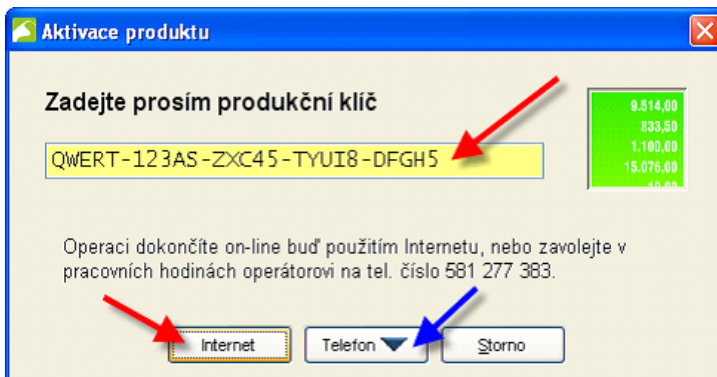 Aktivace produktu
Zadejte prosím produkční klíč
QWERT-123AS-ZXC45-TYUI8-DFGH5
9.514,00
833,50
1.100,00
15.076,00
Operaci dokončíte on-line buď použitím Internetu, nebo zavolejte v
pracovních hodinách operátorovi na tel. číslo 581 277 383.
Internet
Telefon
Storno